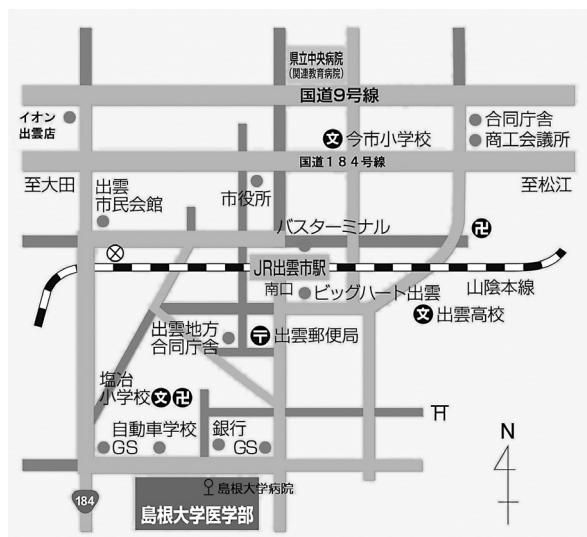 県立中央病院
(関連教育病院)
国道9号線
イオン
出雲店
合同庁舎
商工会議所
文
今市小学校
国道184号線
至大田
至松江
出雲
市民会館
市役所
バスターミナル
卍
JR出雲市駅
南口
ビッグハート出雲
山陰本線
文
出雲高校
出雲地方
合同庁舎
〒
出雲郵便局
塩冶
小学校
文
卍
自動車学校
GS
銀行
GS
N
184
島根大学病院
島根大学医学部